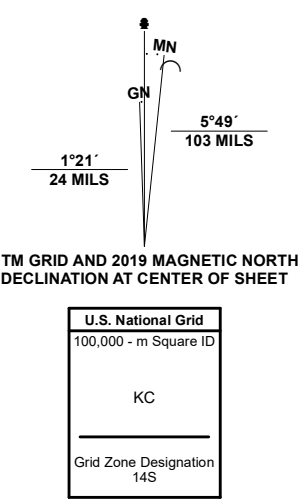 MN
GN
5°49´
103 MILS
1°21´
24 MILS
TM GRID AND 2019 MAGNETIC NORTH
DECLINATION AT CENTER OF SHEET
U.S. National Grid
100,000 - m Square ID
KC
Grid Zone Designation
14S